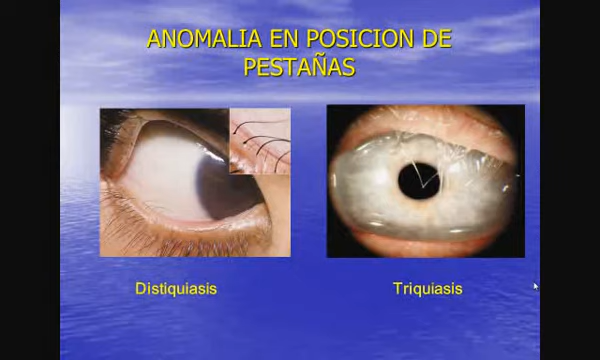 ANOMALIA EN POSICION DE
PESTAÑAS
Distiquiasis
Triquiasis